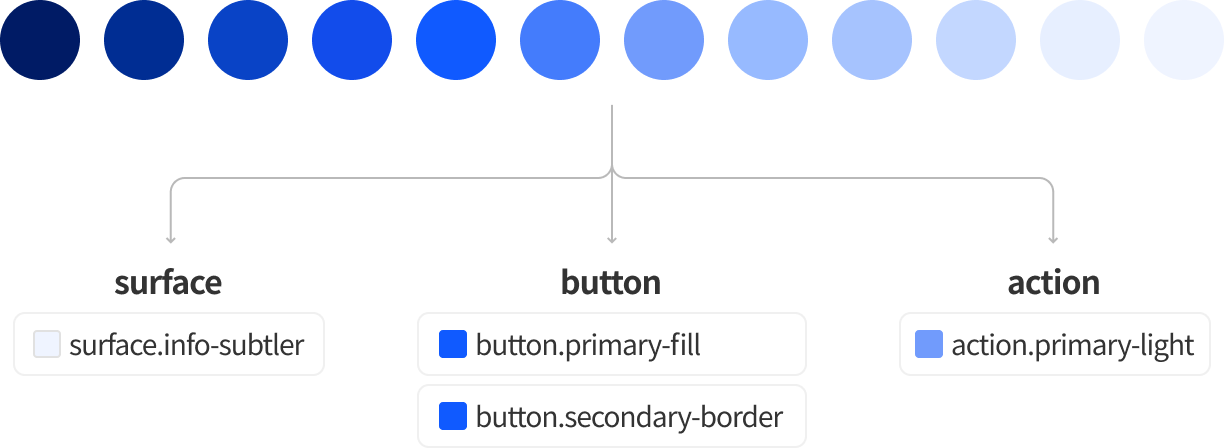 surface
button
action
surface.info-subtler
button.primary-fill
action.primary-light
button.secondary-border